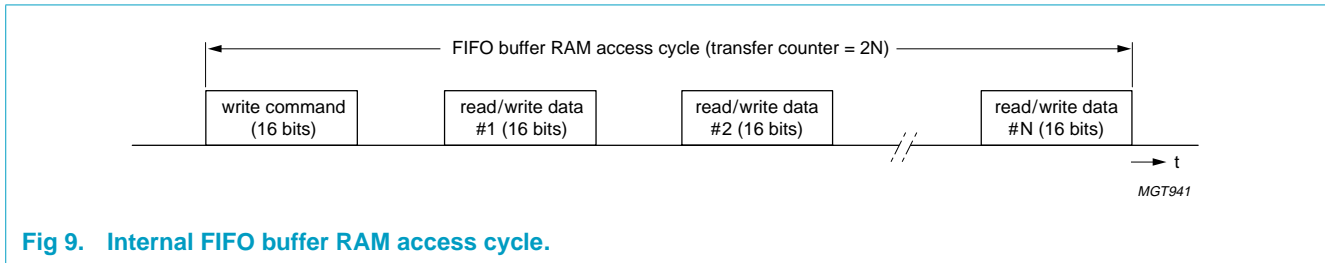 FIFO buffer RAM access cycle (transfer counter = 2N)
write command
(16 bits)
read/write data
#1 (16 bits)
read/write data
#2 (16 bits)
read/write data
#N (16 bits)
t
MGT941
Fig 9. Internal FIFO buffer RAM access cycle.